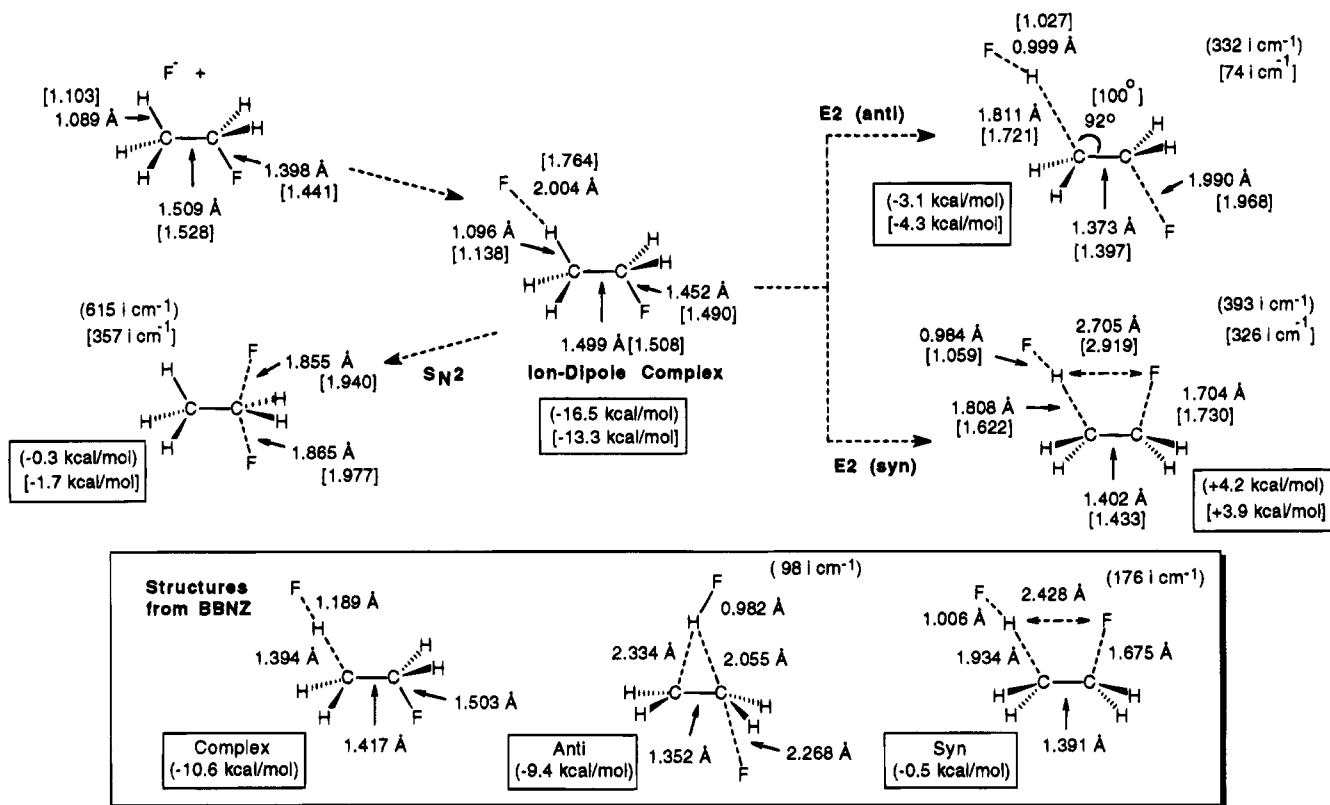 F⁻ +
[1.103]
1.089 Å
H
H
H
C
C
H
H
F
1.398 Å
[1.441]
1.509 Å
[1.528]
[1.764]
2.004 Å
F
H
1.096 Å
[1.138]
H
H
C
C
H
H
F
1.452 Å
[1.490]
1.499 Å [1.508]
Ion-Dipole Complex
(-16.5 kcal/mol)
[-13.3 kcal/mol]
(615 i cm⁻¹)
[357 i cm⁻¹]
H
H
H
C
C
F
H
H
F
1.855 Å
[1.940]
1.865 Å
[1.977]
SN2
(-0.3 kcal/mol)
[-1.7 kcal/mol]
E2 (anti)
[1.027]
0.999 Å
(332 i cm⁻¹)
[74 i cm⁻¹]
F
H
1.811 Å
[1.721]
[100°]
92°
H
H
C
C
H
H
F
1.990 Å
[1.968]
1.373 Å
[1.397]
(-3.1 kcal/mol)
[-4.3 kcal/mol]
E2 (syn)
(393 i cm⁻¹)
[326 i cm⁻¹]
0.984 Å
[1.059]
F
H
2.705 Å
[2.919]
F
1.808 Å
[1.622]
1.704 Å
[1.730]
H
H
C
C
H
H
1.402 Å
[1.433]
(+4.2 kcal/mol)
[+3.9 kcal/mol]
Structures
from BBNZ
F
1.189 Å
H
1.394 Å
H
H
C
C
H
H
F
1.503 Å
1.417 Å
Complex
(-10.6 kcal/mol)
( 98 i cm⁻¹)
F
H
0.982 Å
2.334 Å
2.055 Å
H
H
C
C
H
H
F
1.352 Å
2.268 Å
Anti
(-9.4 kcal/mol)
(176 i cm⁻¹)
F
1.006 Å
H
2.428 Å
F
1.934 Å
1.675 Å
H
H
C
C
H
H
1.391 Å
Syn
(-0.5 kcal/mol)